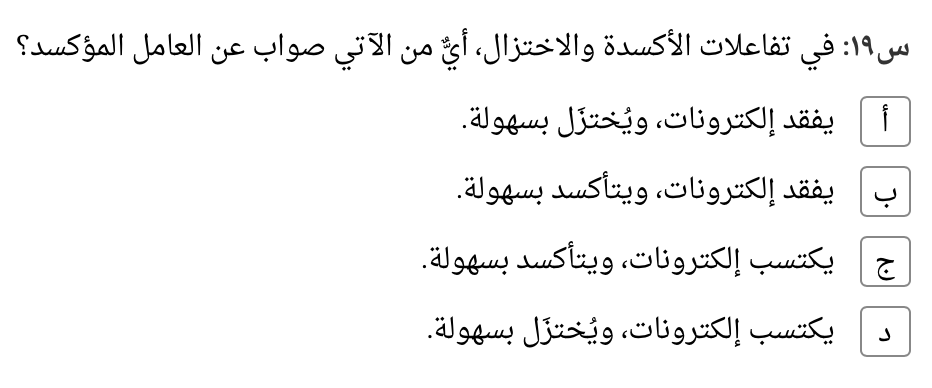 س١٩: في تفاعلات الأكسدة والاختزال، أيٌّ من الآتي صواب عن العامل المؤكسد؟
أ يفقد إلكترونات، ويُختزَل بسهولة.
ب يفقد إلكترونات، ويتأكسد بسهولة.
ج يكتسب إلكترونات، ويتأكسد بسهولة.
د يكتسب إلكترونات، ويُختزَل بسهولة.